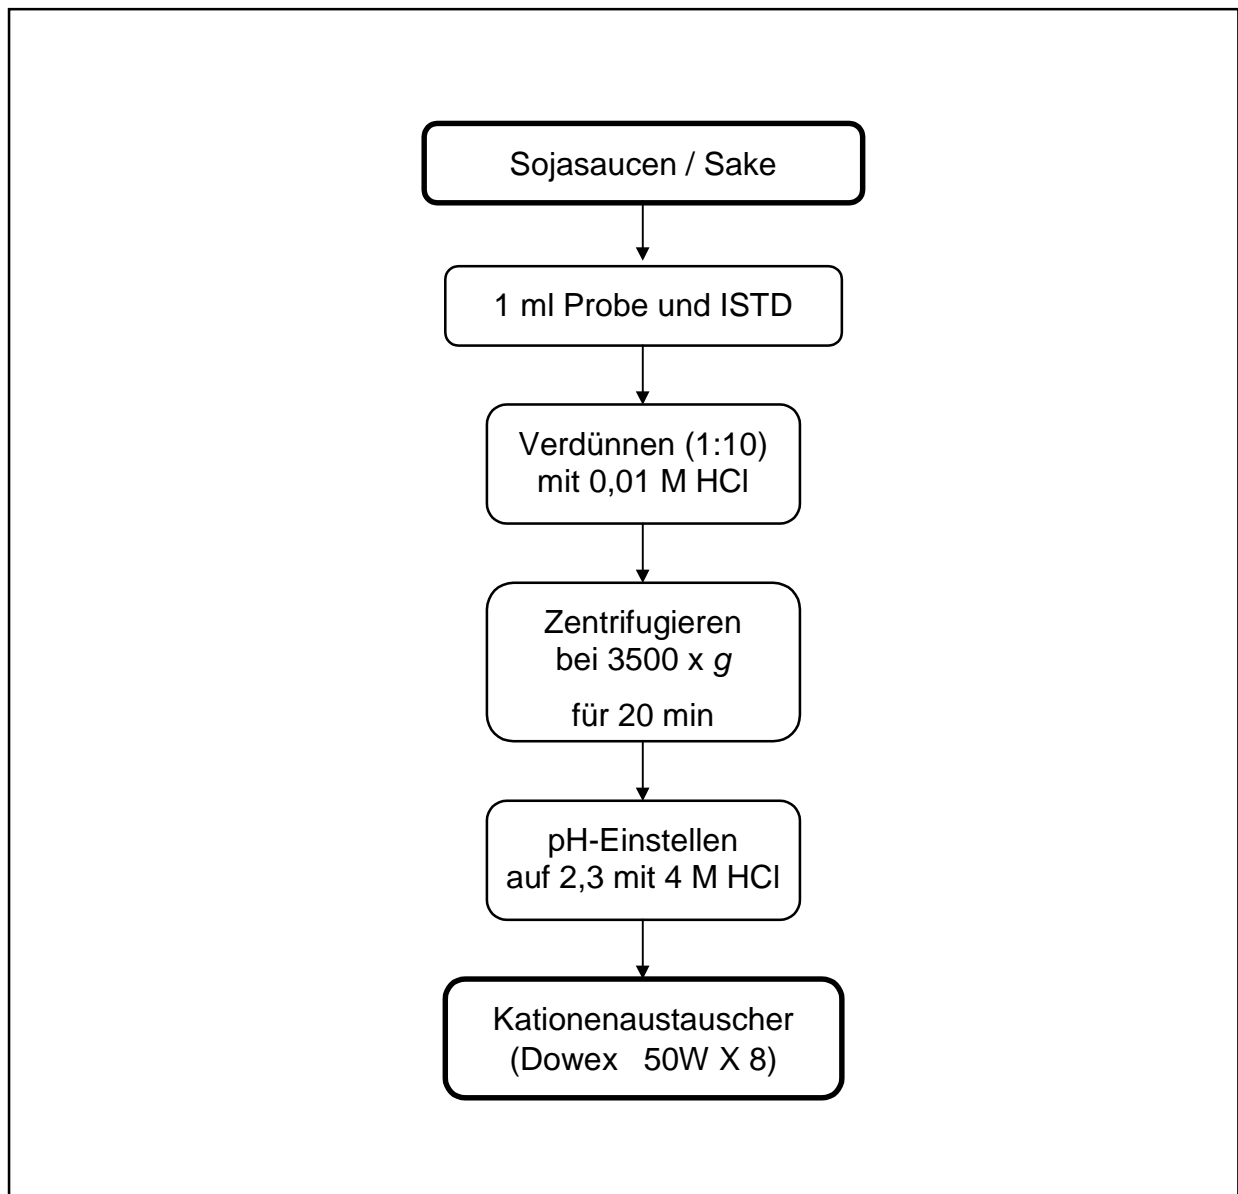 Sojasaucen / Sake
1 ml Probe und ISTD
Verdünnen (1:10)
mit 0,01 M HCl
Zentrifugieren
bei 3500 x g
für 20 min
pH-Einstellen
auf 2,3 mit 4 M HCl
Kationenaustauscher
(Dowex 50W X 8)